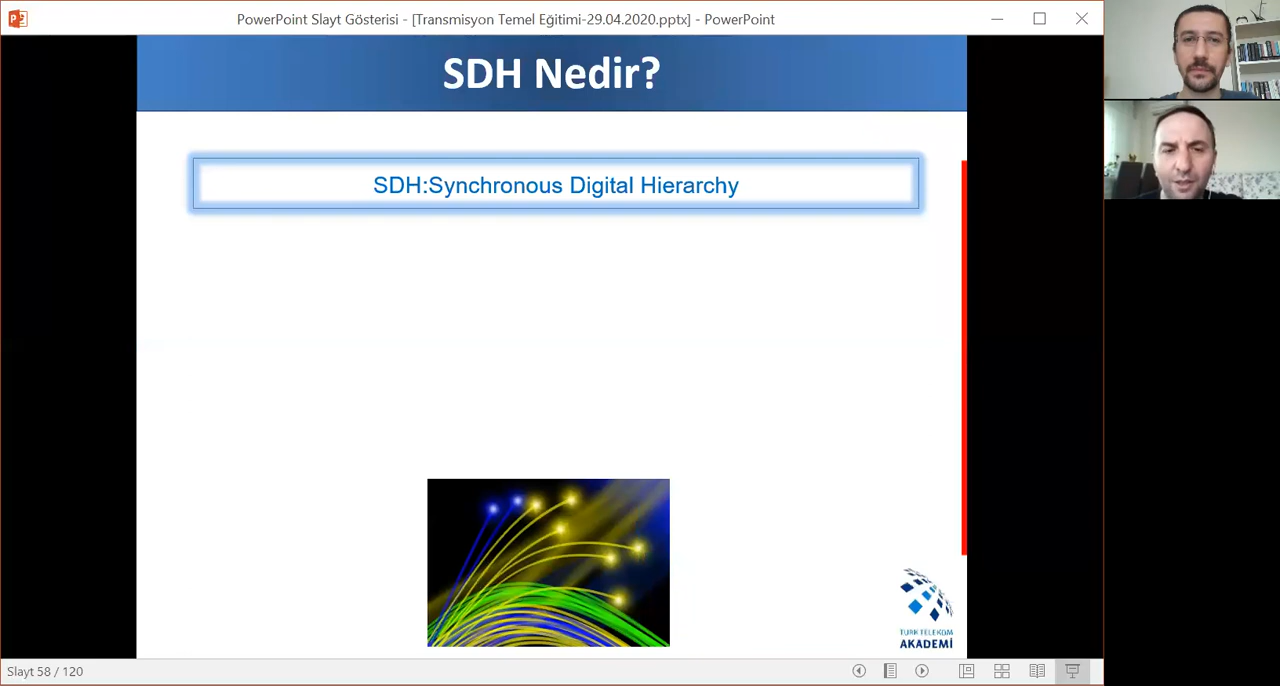 PowerPoint Slayt Gösterisi - [Transmisyon Temel Eğitimi-29.04.2020.pptx] - PowerPoint
SDH Nedir?
SDH:Synchronous Digital Hierarchy
TÜRK TELEKOM
AKADEMİ
Slayt 58 / 120